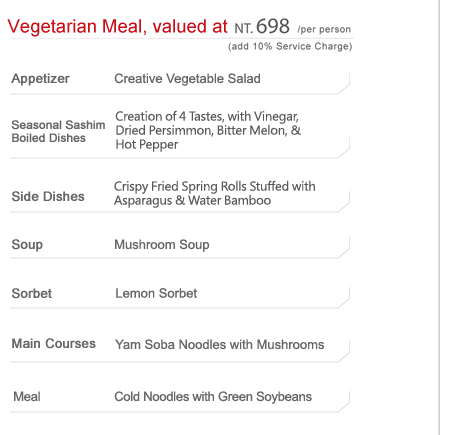 Vegetarian Meal, valued at NT. 698 /per person
(add 10% Service Charge)
Appetizer Creative Vegetable Salad
Seasonal Sashim
Boiled Dishes
Creation of 4 Tastes, with Vinegar,
Dried Persimmon, Bitter Melon, &
Hot Pepper
Side Dishes
Crispy Fried Spring Rolls Stuffed with
Asparagus & Water Bamboo
Soup Mushroom Soup
Sorbet Lemon Sorbet
Main Courses Yam Soba Noodles with Mushrooms
Meal Cold Noodles with Green Soybeans